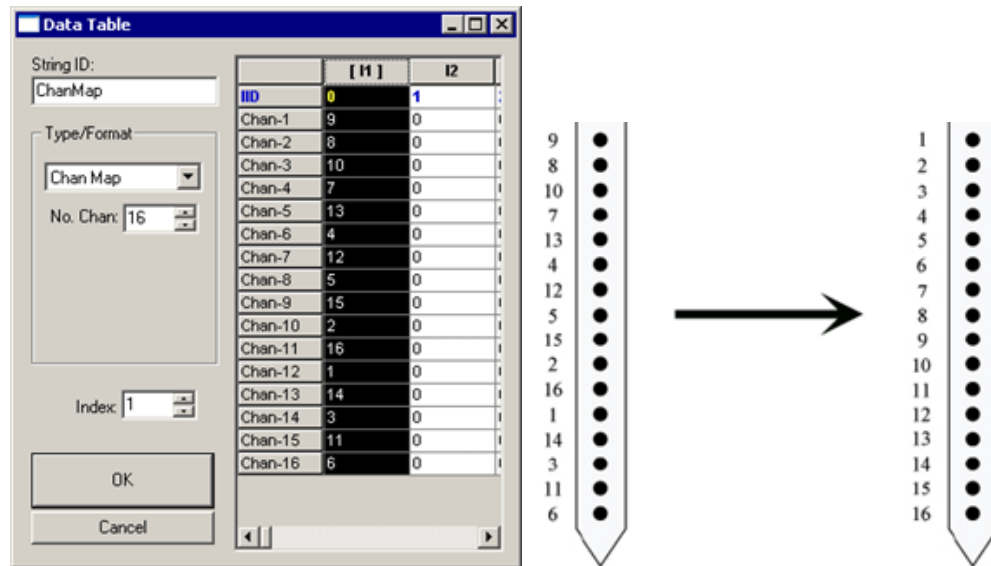 Data Table
String ID:
ChanMap
Type/Format
Chan Map
No. Chan: 16
Index: 1
OK
Cancel
[ I1 ] I2
IID 0 1
Chan-1 9 0
Chan-2 8 0
Chan-3 10 0
Chan-4 7 0
Chan-5 13 0
Chan-6 4 0
Chan-7 12 0
Chan-8 5 0
Chan-9 15 0
Chan-10 2 0
Chan-11 16 0
Chan-12 1 0
Chan-13 14 0
Chan-14 3 0
Chan-15 11 0
Chan-16 6 0
9
8
10
7
13
4
12
5
15
2
16
1
14
3
11
6
1
2
3
4
5
6
7
8
9
10
11
12
13
14
15
16